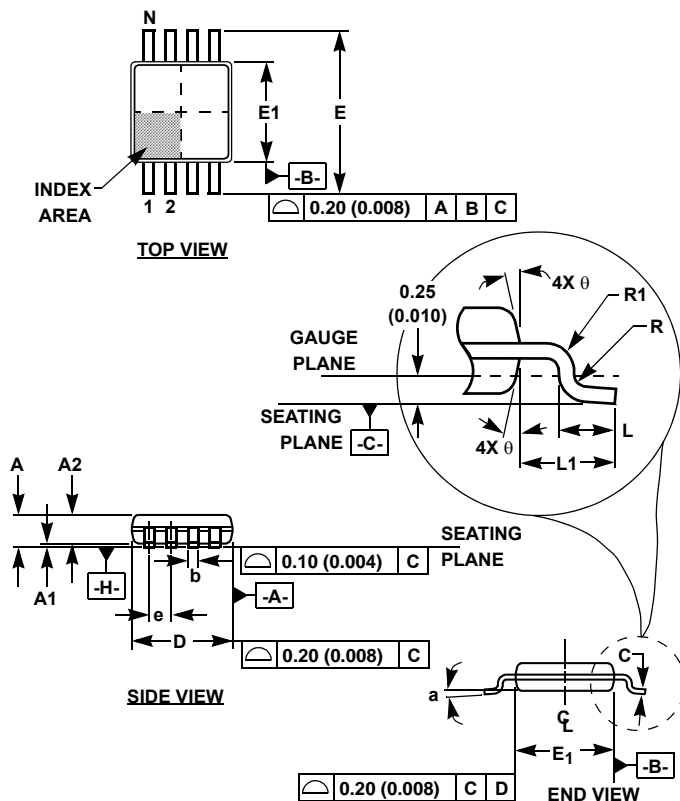 N
E1
E
-B-
INDEX
AREA
1 2
0.20 (0.008) A B C
TOP VIEW
0.25
(0.010)
4X θ
R1
R
GAUGE
PLANE
SEATING
PLANE
-C-
4X θ
L
L1
A A2
SEATING
PLANE
A1
-H-
b
0.10 (0.004) C
-A-
e
D
0.20 (0.008) C
SIDE VIEW
C
a
CL
E1
-B-
0.20 (0.008) C D
END VIEW